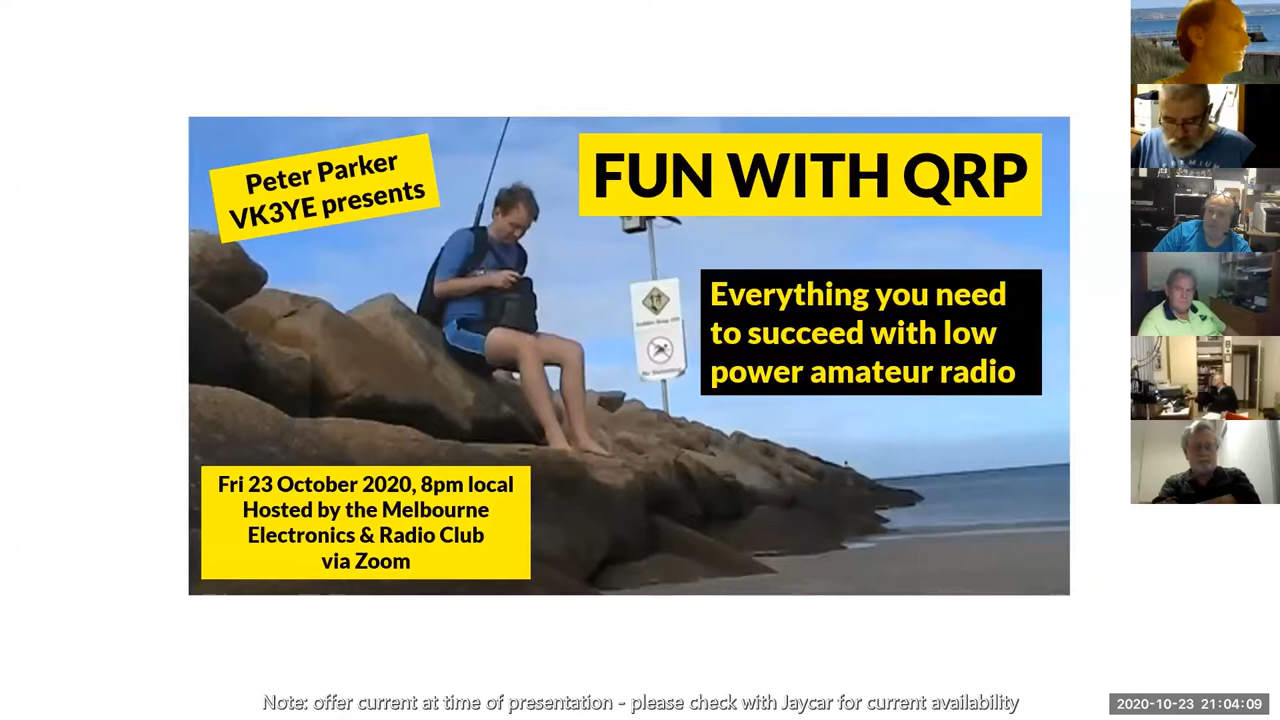 Peter Parker
VK3YE presents
FUN WITH QRP
Everything you need
to succeed with low
power amateur radio
Fri 23 October 2020, 8pm local
Hosted by the Melbourne
Electronics & Radio Club
via Zoom
Note: offer current at time of presentation - please check with Jaycar for current availability
2020-10-23 21:04:09